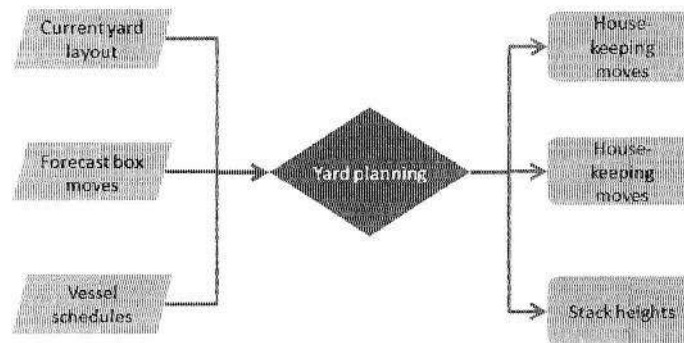 Current yard
layout
Forecast box
moves
Vessel
schedules
Yard planning
House-
keeping
moves
House-
keeping
moves
Stack heights